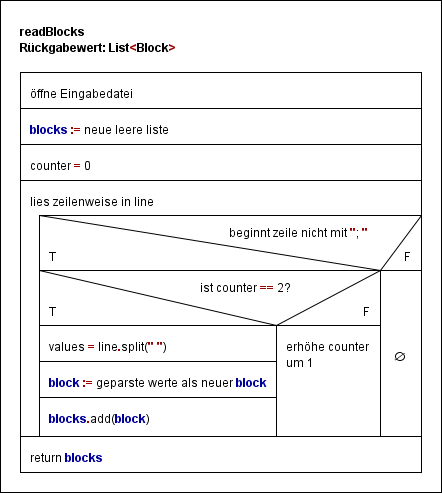 readBlocks
Rückgabewert: List<Block>
öffne Eingabedatei
blocks := neue leere liste
counter = 0
lies zeilenweise in line
beginnt zeile nicht mit "; "
T
F
ist counter == 2?
T
F
values = line.split(" ")
block := geparste werte als neuer block
blocks.add(block)
erhöhe counter
um 1
∅
return blocks